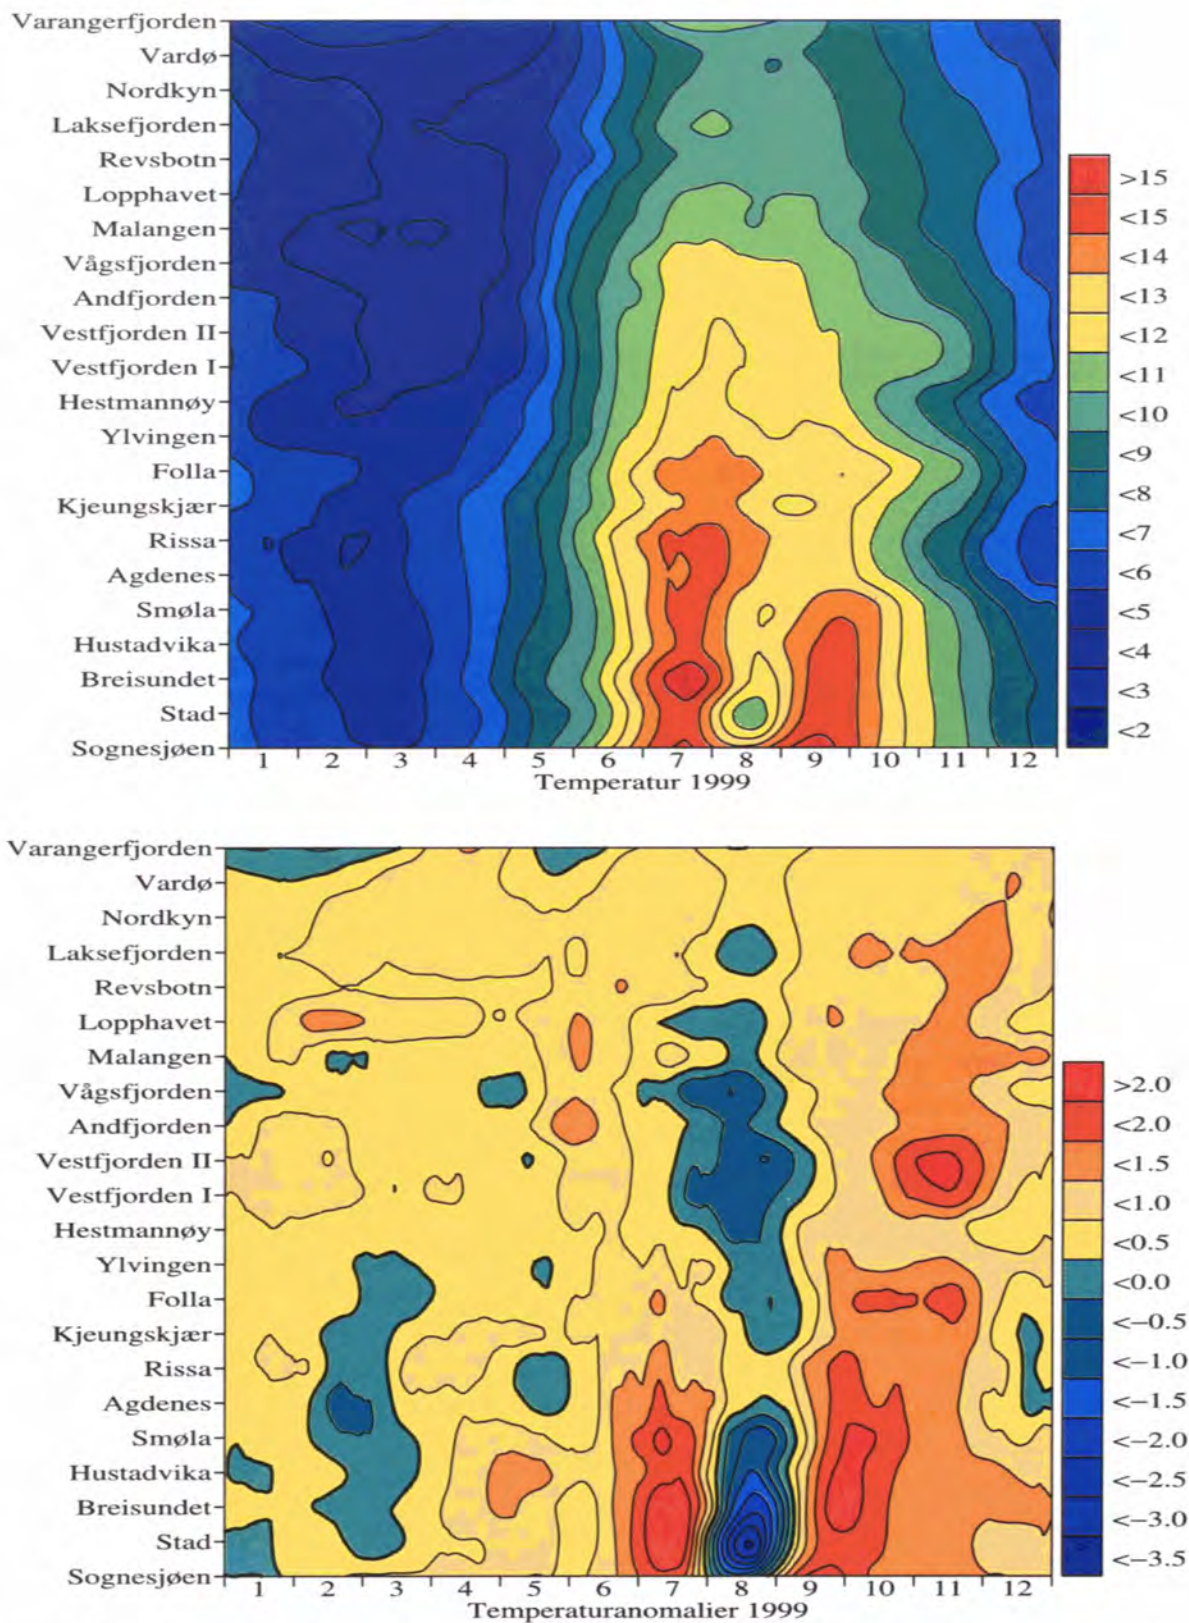 Varangerfjorden
Vardø
Nordkyn
Laksefjorden
Revsbotn
Lopphavet
Malangen
Vågsfjorden
Andfjorden
Vestfjorden II
Vestfjorden I
Hestmannøy
Ylvingen
Folla
Kjeungskjær
Rissa
Agdenes
Smøla
Hustadvika
Breisundet
Stad
Sognesjøen
1 2 3 4 5 6 7 8 9 10 11 12
Temperatur 1999
>15
<15
<14
<13
<12
<11
<10
<9
<8
<7
<6
<5
<4
<3
<2
Varangerfjorden
Vardø
Nordkyn
Laksefjorden
Revsbotn
Lopphavet
Malangen
Vågsfjorden
Andfjorden
Vestfjorden II
Vestfjorden I
Hestmannøy
Ylvingen
Folla
Kjeungskjær
Rissa
Agdenes
Smøla
Hustadvika
Breisundet
Stad
Sognesjøen
1 2 3 4 5 6 7 8 9 10 11 12
Temperaturanomalier 1999
>2.0
<2.0
<1.5
<1.0
<0.5
<0.0
<−0.5
<−1.0
<−1.5
<−2.0
<−2.5
<−3.0
<−3.5